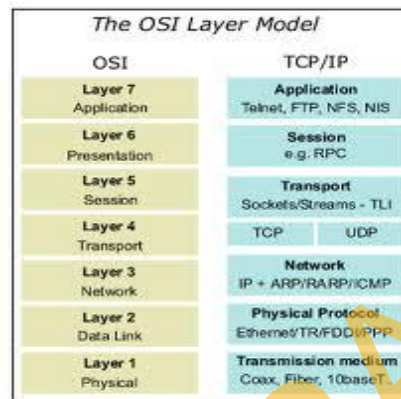 The OSI Layer Model
OSI
Layer 7
Application
Layer 6
Presentation
Layer 5
Session
Layer 4
Transport
Layer 3
Network
Layer 2
Data Link
Layer 1
Physical
TCP/IP
Application
Telnet, FTP, NFS, NIS
Session
e.g. RPC
Transport
Sockets/Streams - TLI
TCP UDP
Network
IP + ARP/RARP/ICMP
Physical Protocol
Ethernet/TR/FDDI/PPP
Transmission medium
Coax, Fiber, 10baseT..